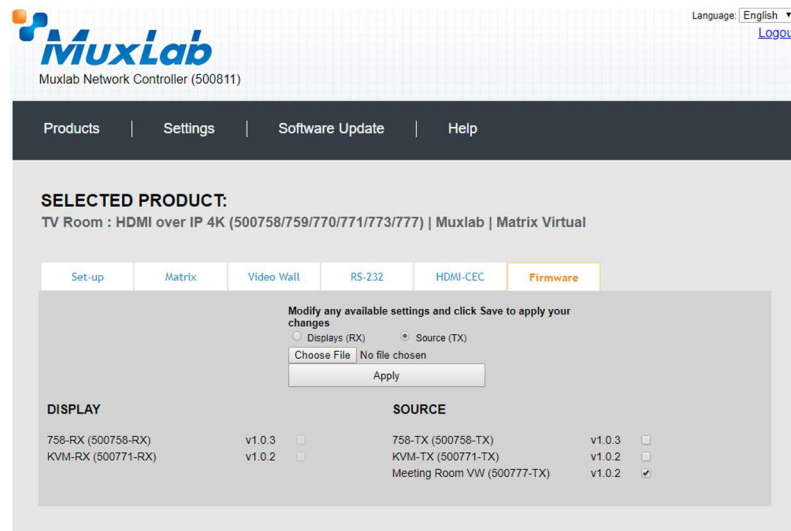 Language: English
Logou
MuxLab
Muxlab Network Controller (500811)
Products | Settings | Software Update | Help
SELECTED PRODUCT:
TV Room : HDMI over IP 4K (500758/759/770/771/773/777) | Muxlab | Matrix Virtual
Set-up Matrix Video Wall RS-232 HDMI-CEC Firmware
Modify any available settings and click Save to apply your
changes
Displays (RX) Source (TX)
Choose File No file chosen
Apply
DISPLAY SOURCE
758-RX (500758-RX) v1.0.3 758-TX (500758-TX) v1.0.3
KVM-RX (500771-RX) v1.0.2 KVM-TX (500771-TX) v1.0.2
Meeting Room VW (500777-TX) v1.0.2